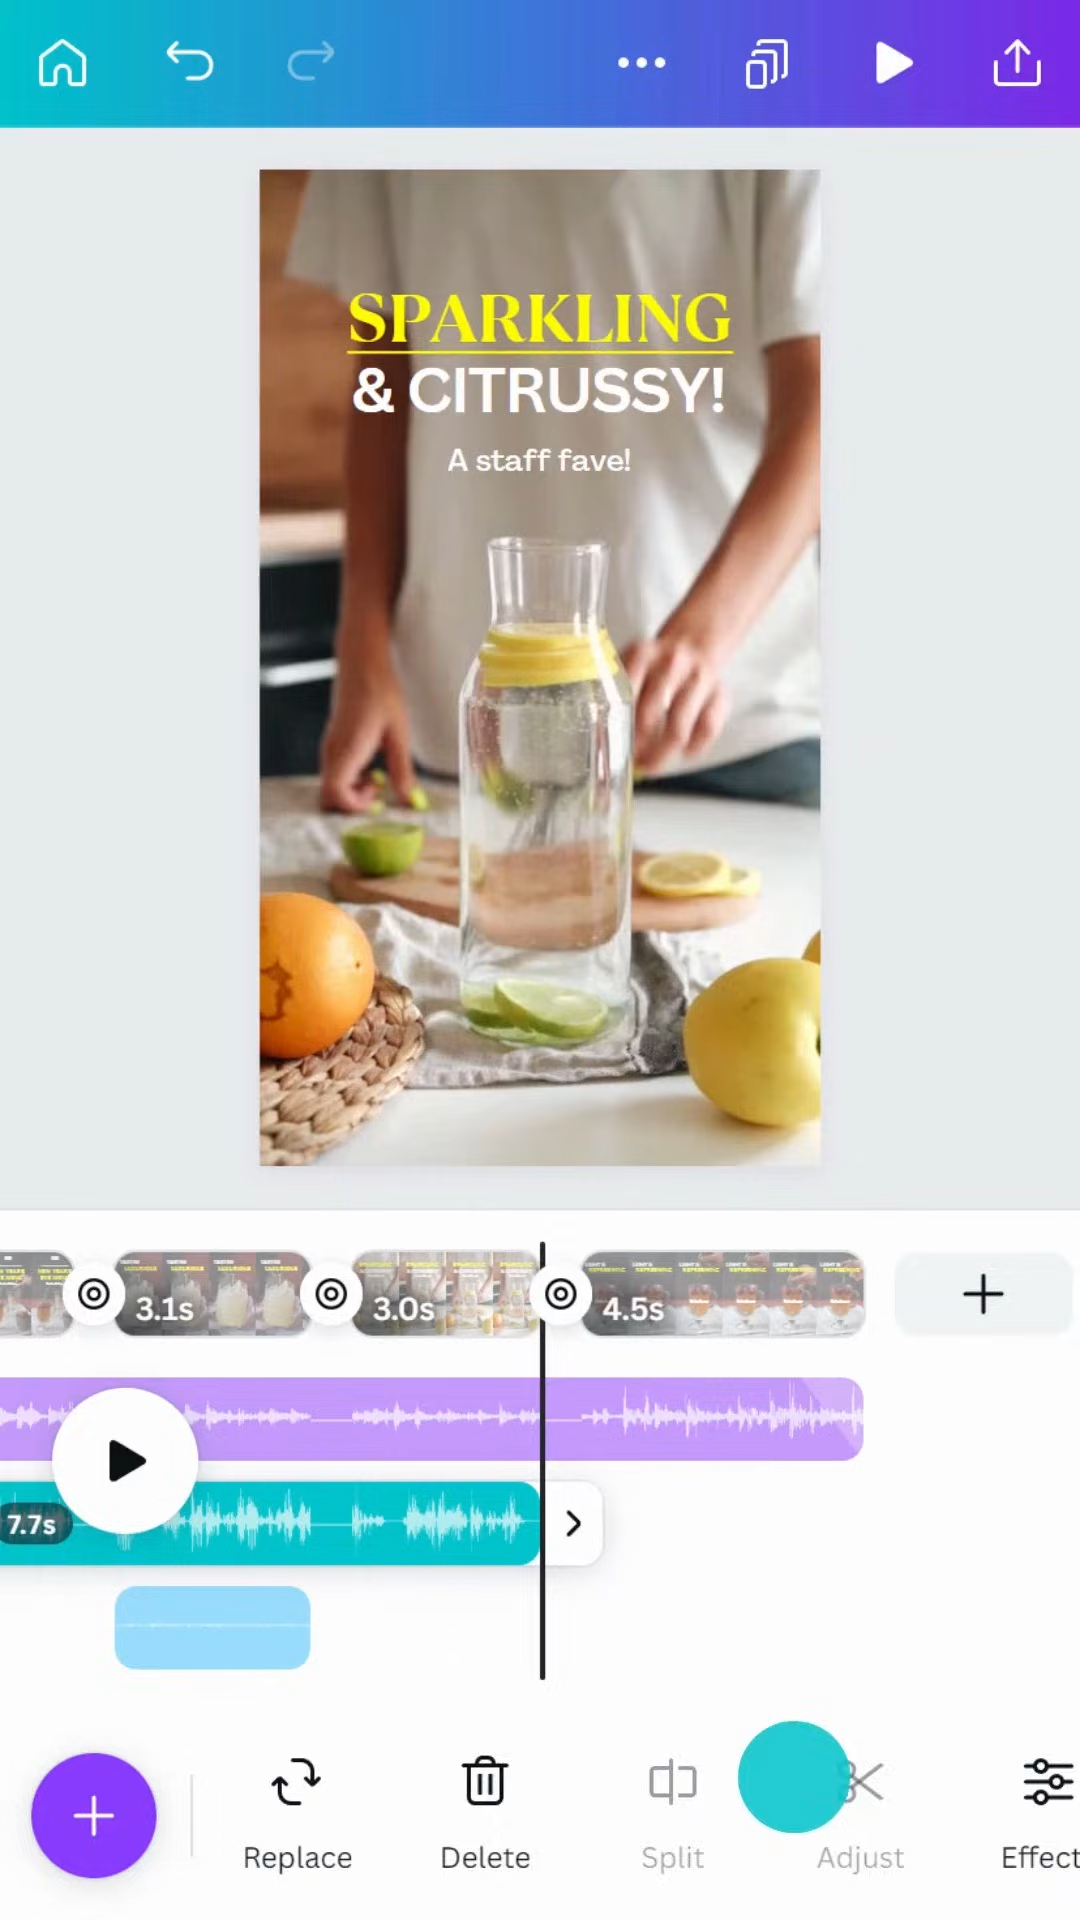 SPARKLING
& CITRUSSY!
A staff fave!
3.1s
3.0s
4.5s
7.7s
Replace
Delete
Split
Adjust
Effect